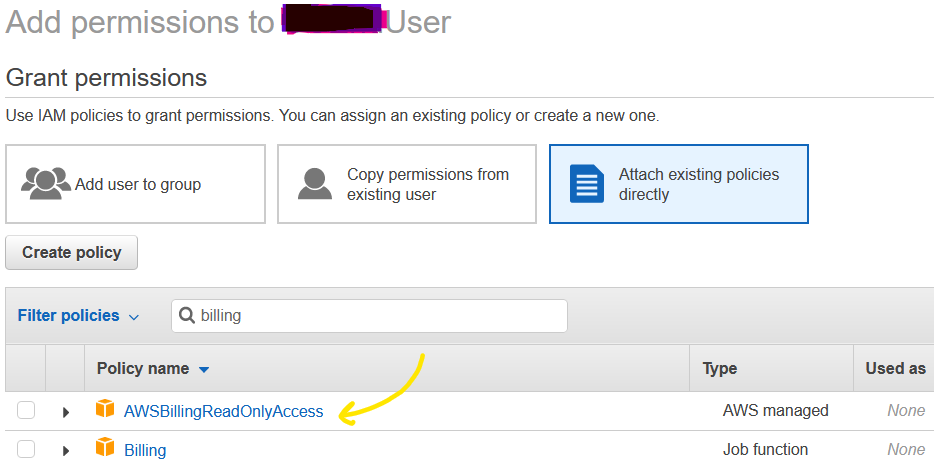 Add permissions to User
Grant permissions
Use IAM policies to grant permissions. You can assign an existing policy or create a new one.
Add user to group
Copy permissions from
existing user
Attach existing policies
directly
Create policy
Filter policies
billing
Policy name Type Used as
AWSBillingReadOnlyAccess AWS managed None
Billing Job function None